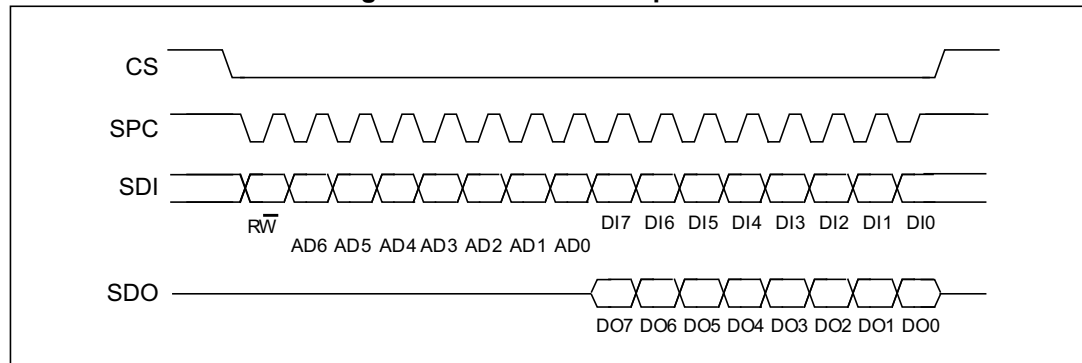 CS
SPC
SDI
RW̅
DI7 DI6 DI5 DI4 DI3 DI2 DI1 DI0
AD6 AD5 AD4 AD3 AD2 AD1 AD0
SDO
DO7 DO6 DO5 DO4 DO3 DO2 DO1 DO0